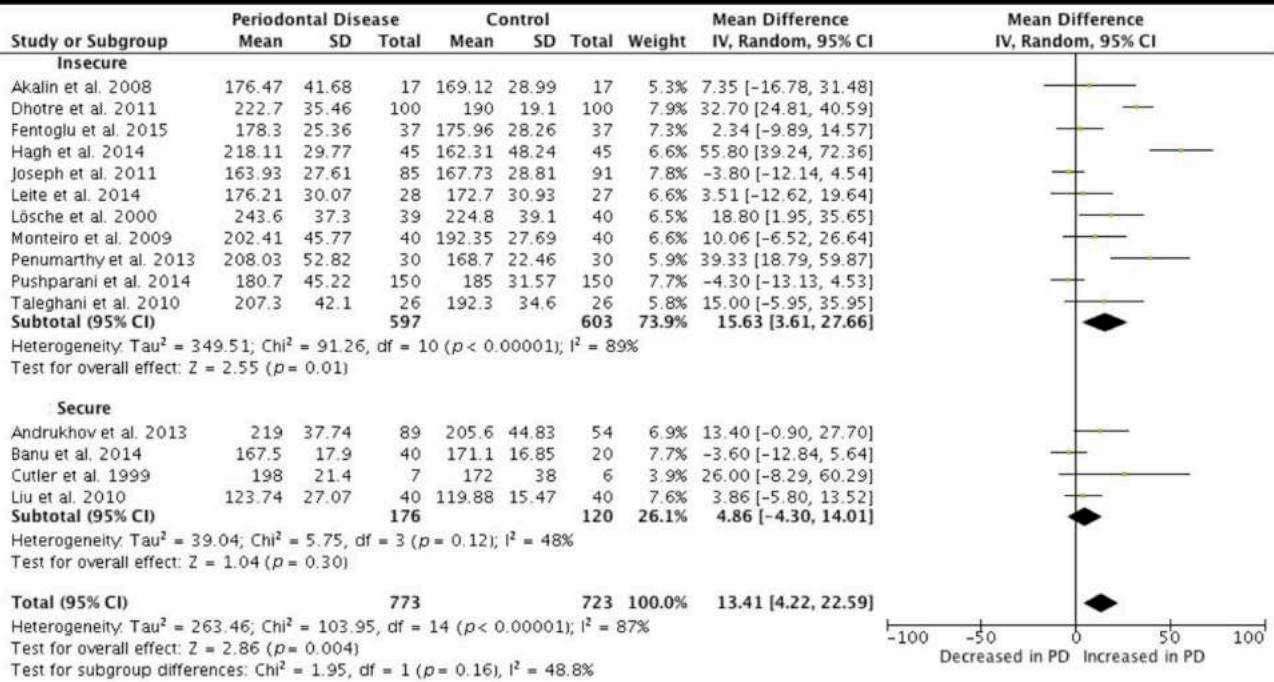 Periodontal Disease Control Mean Difference Mean Difference
Study or Subgroup Mean SD Total Mean SD Total Weight IV, Random, 95% CI IV, Random, 95% CI
Insecure
Akalin et al. 2008 176.47 41.68 17 169.12 28.99 17 5.3% 7.35 [-16.78, 31.48]
Dhotre et al. 2011 222.7 35.46 100 190 19.1 100 7.9% 32.70 [24.81, 40.59]
Fentoglu et al. 2015 178.3 25.36 37 175.96 28.26 37 7.3% 2.34 [-9.89, 14.57]
Hagh et al. 2014 218.11 29.77 45 162.31 48.24 45 6.6% 55.80 [39.24, 72.36]
Joseph et al. 2011 163.93 27.61 85 167.73 28.81 91 7.8% -3.80 [-12.14, 4.54]
Leite et al. 2014 176.21 30.07 28 172.7 30.93 27 6.6% 3.51 [-12.62, 19.64]
Lösche et al. 2000 243.6 37.3 39 224.8 39.1 40 6.5% 18.80 [1.95, 35.65]
Monteiro et al. 2009 202.41 45.77 40 192.35 27.69 40 6.6% 10.06 [-6.52, 26.64]
Penumarthy et al. 2013 208.03 52.82 30 168.7 22.46 30 5.9% 39.33 [18.79, 59.87]
Pushparani et al. 2014 180.7 45.22 150 185 31.57 150 7.7% -4.30 [-13.13, 4.53]
Taleghani et al. 2010 207.3 42.1 26 192.3 34.6 26 5.8% 15.00 [-5.95, 35.95]
Subtotal (95% CI) 597 603 73.9% 15.63 [3.61, 27.66]
Heterogeneity: Tau² = 349.51; Chi² = 91.26, df = 10 (p < 0.00001); I² = 89%
Test for overall effect: Z = 2.55 (p = 0.01)
Secure
Andrukhov et al. 2013 219 37.74 89 205.6 44.83 54 6.9% 13.40 [-0.90, 27.70]
Banu et al. 2014 167.5 17.9 40 171.1 16.85 20 7.7% -3.60 [-12.84, 5.64]
Cutler et al. 1999 198 21.4 7 172 38 6 3.9% 26.00 [-8.29, 60.29]
Liu et al. 2010 123.74 27.07 40 119.88 15.47 40 7.6% 3.86 [-5.80, 13.52]
Subtotal (95% CI) 176 120 26.1% 4.86 [-4.30, 14.01]
Heterogeneity: Tau² = 39.04; Chi² = 5.75, df = 3 (p = 0.12); I² = 48%
Test for overall effect: Z = 1.04 (p = 0.30)
Total (95% CI) 773 723 100.0% 13.41 [4.22, 22.59]
Heterogeneity: Tau² = 263.46; Chi² = 103.95, df = 14 (p < 0.00001); I² = 87%
Test for overall effect: Z = 2.86 (p = 0.004)
Test for subgroup differences: Chi² = 1.95, df = 1 (p = 0.16), I² = 48.8%
-100 -50 0 50 100
Decreased in PD Increased in PD